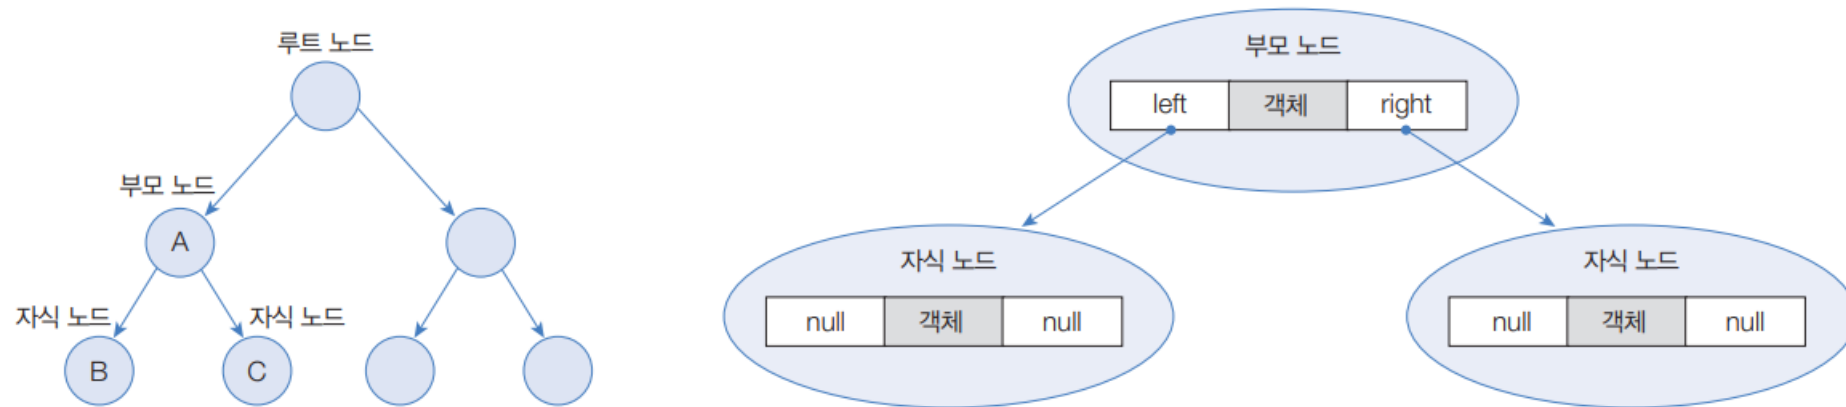 루트 노드
부모 노드
A
자식 노드
자식 노드
B
C
부모 노드
left
객체
right
자식 노드
null
객체
null
자식 노드
null
객체
null